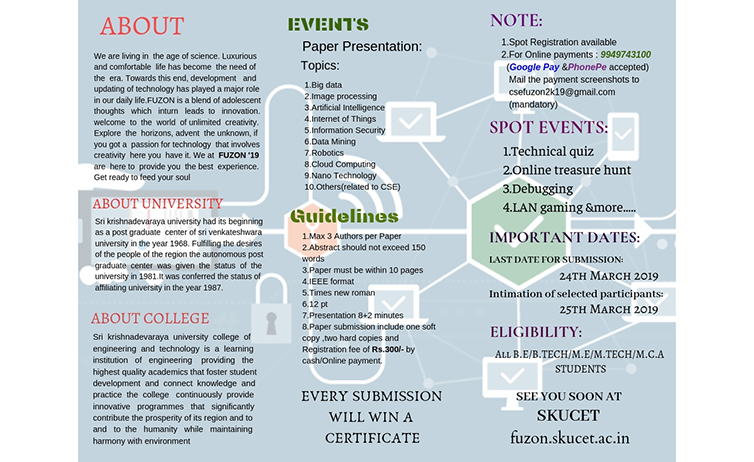 ABOUT
We are living in the age of science. Luxurious
and comfortable life has become the need of
the era. Towards this end, development and
updating of technology has played a major role
in our daily life.FUZON is a blend of adolescent
thoughts which inturn leads to innovation.
welcome to the world of unlimited creativity.
Explore the horizons, advent the unknown, if
you got a passion for technology that involves
creativity here you have it. We at FUZON '19
are here to provide you the best experience.
Get ready to feed your soul
ABOUT UNIVERSITY
Sri krishnadevaraya university had its beginning
as a post graduate center of sri venkateshwara
university in the year 1968. Fulfilling the desires
of the people of the region the autonomous post
graduate center was given the status of the
university in 1981.It was conferred the status of
affiliating university in the year 1987.
ABOUT COLLEGE
Sri krishnadevaraya university college of
engineering and technology is a learning
institution of engineering providing the
highest quality academics that foster student
development and connect knowledge and
practice the college continuously provide
innovative programmes that significantly
contribute the prosperity of its region and to
and to the humanity while maintaining
harmony with environment
EVENTS
Paper Presentation:
Topics:
1.Big data
2.Image processing
3.Artificial Intelligence
4.Internet of Things
5.Information Security
6.Data Mining
7.Robotics
8.Cloud Computing
9.Nano Technology
10.Others(related to CSE)
Guidelines
1.Max 3 Authors per Paper
2.Abstract should not exceed 150
words
3.Paper must be within 10 pages
4.IEEE format
5.Times new roman
6.12 pt
7.Presentation 8+2 minutes
8.Paper submission include one soft
copy ,two hard copies and
Registration fee of Rs.300/- by
cash/Online payment.
EVERY SUBMISSION
WILL WIN A
CERTIFICATE
NOTE:
1.Spot Registration available
2.For Online payments : 9949743100
(Google Pay &PhonePe accepted)
Mail the payment screenshots to
csefuzon2k19@gmail.com
(mandatory)
SPOT EVENTS:
1.Technical quiz
2.Online treasure hunt
3.Debugging
4.LAN gaming &more.....
IMPORTANT DATES:
LAST DATE FOR SUBMISSION:
24TH MARCH 2019
Intimation of selected participants:
25TH MARCH 2019
ELIGIBILITY:
ALL B.E/B.TECH/M.E/M.TECH/M.C.A
STUDENTS
SEE YOU SOON AT
SKUCET
fuzon.skucet.ac.in